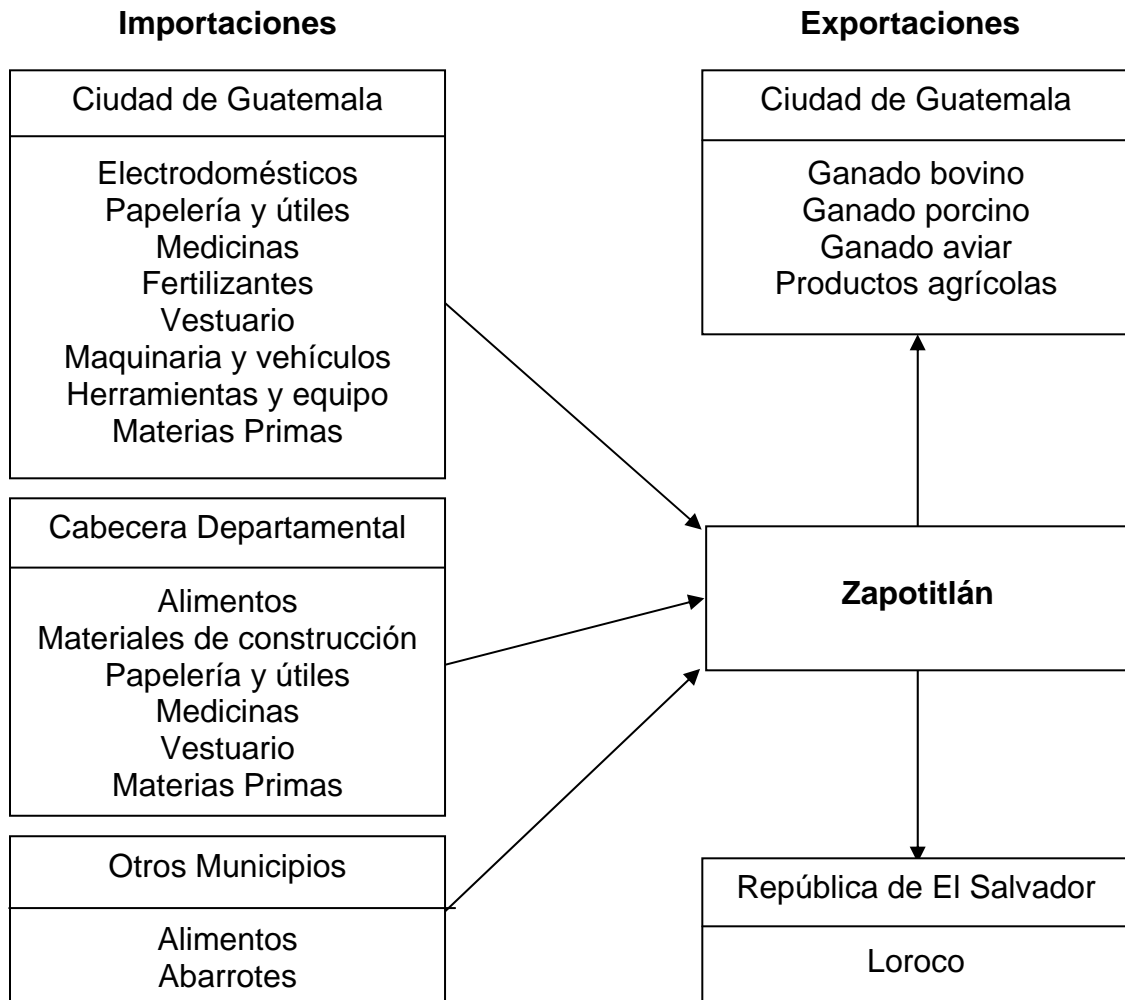 Importaciones
Ciudad de Guatemala
Electrodomésticos
Papelería y útiles
Medicinas
Fertilizantes
Vestuario
Maquinaria y vehículos
Herramientas y equipo
Materias Primas
Cabecera Departamental
Alimentos
Materiales de construcción
Papelería y útiles
Medicinas
Vestuario
Materias Primas
Otros Municipios
Alimentos
Abarrotes
Exportaciones
Ciudad de Guatemala
Ganado bovino
Ganado porcino
Ganado aviar
Productos agrícolas
Zapotitlán
República de El Salvador
Loroco